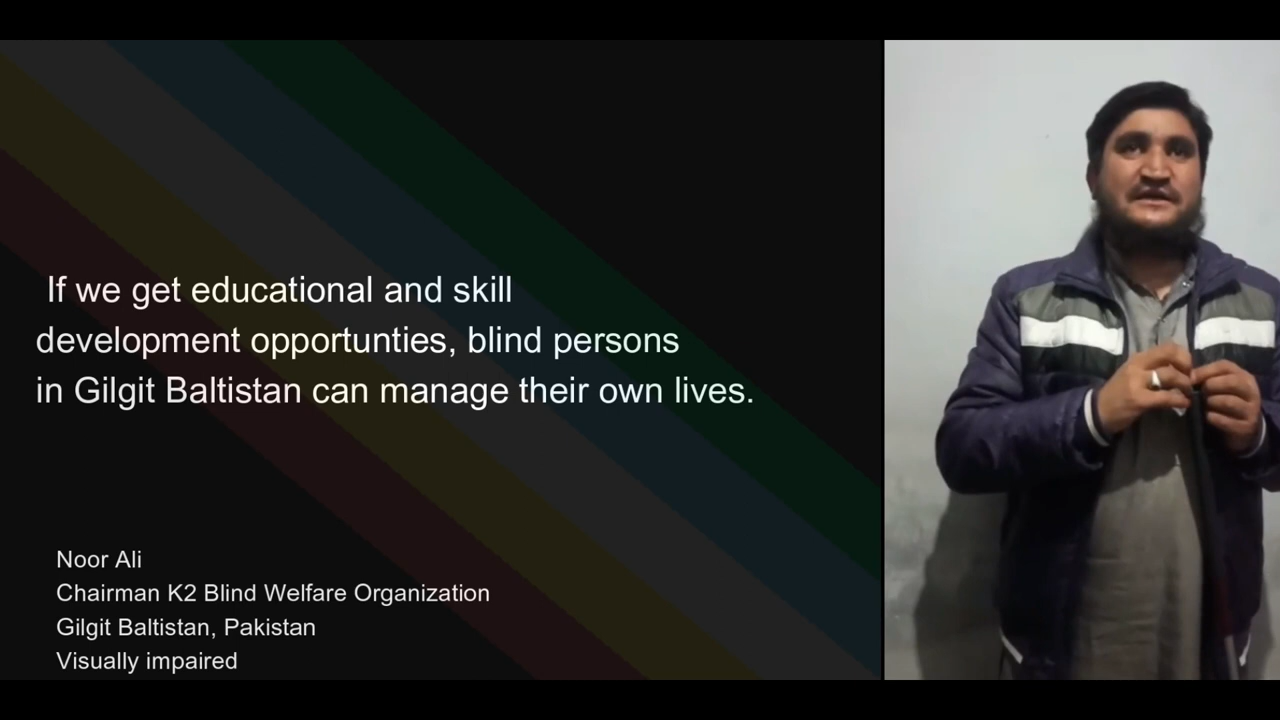 If we get educational and skill
development opportunties, blind persons
in Gilgit Baltistan can manage their own lives.
Noor Ali
Chairman K2 Blind Welfare Organization
Gilgit Baltistan, Pakistan
Visually impaired